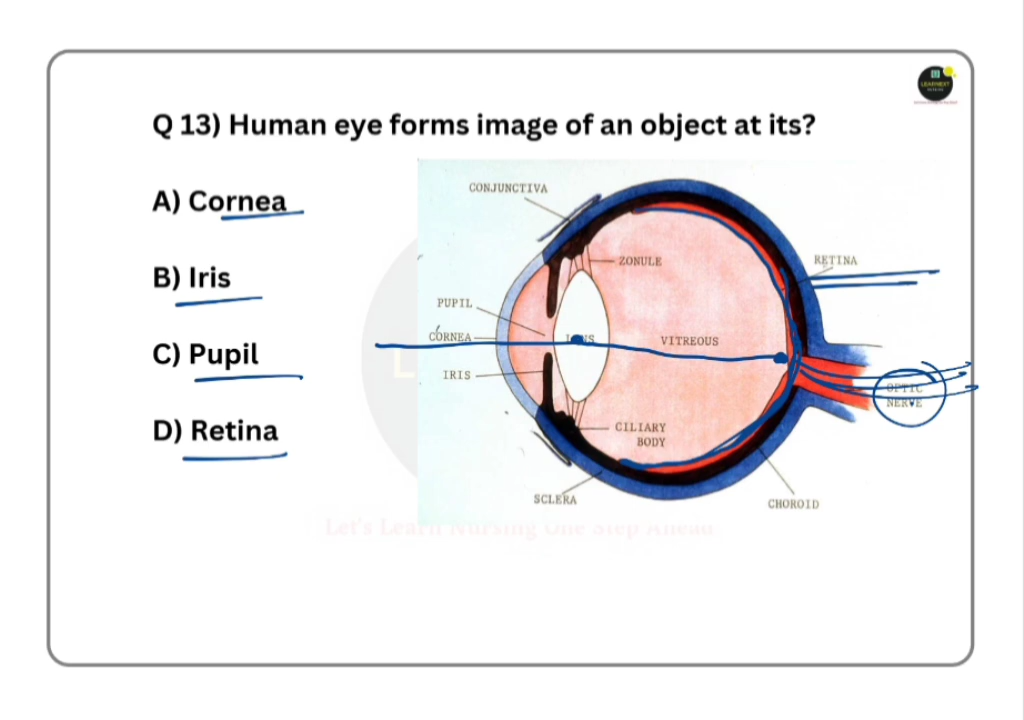 Q 13) Human eye forms image of an object at its?
A) Cornea
B) Iris
C) Pupil
D) Retina
CONJUNCTIVA
ZONULE
RETINA
PUPIL
CORNEA
LENS
VITREOUS
IRIS
OPTIC
NERVE
CILIARY
BODY
SCLERA
CHOROID
Let's Learn Nursing One Step Ahead